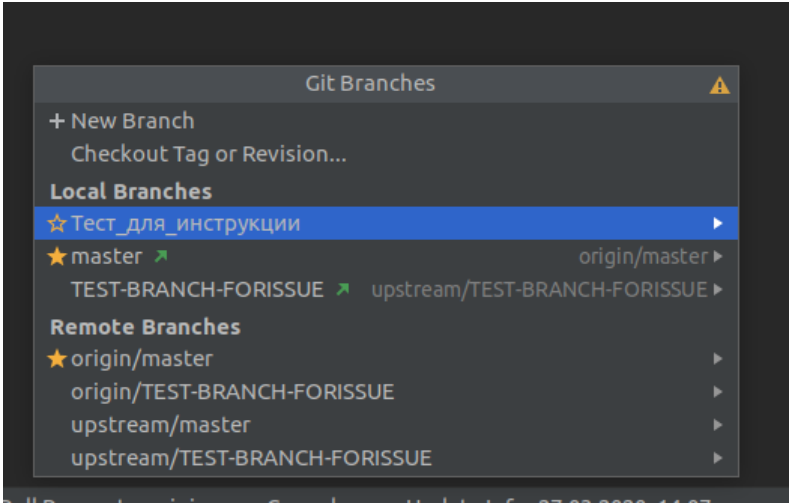 Git Branches
+ New Branch
Checkout Tag or Revision...
Local Branches
Тест_для_инструкции
master origin/master
TEST-BRANCH-FORISSUE upstream/TEST-BRANCH-FORISSUE
Remote Branches
origin/master
origin/TEST-BRANCH-FORISSUE
upstream/master
upstream/TEST-BRANCH-FORISSUE